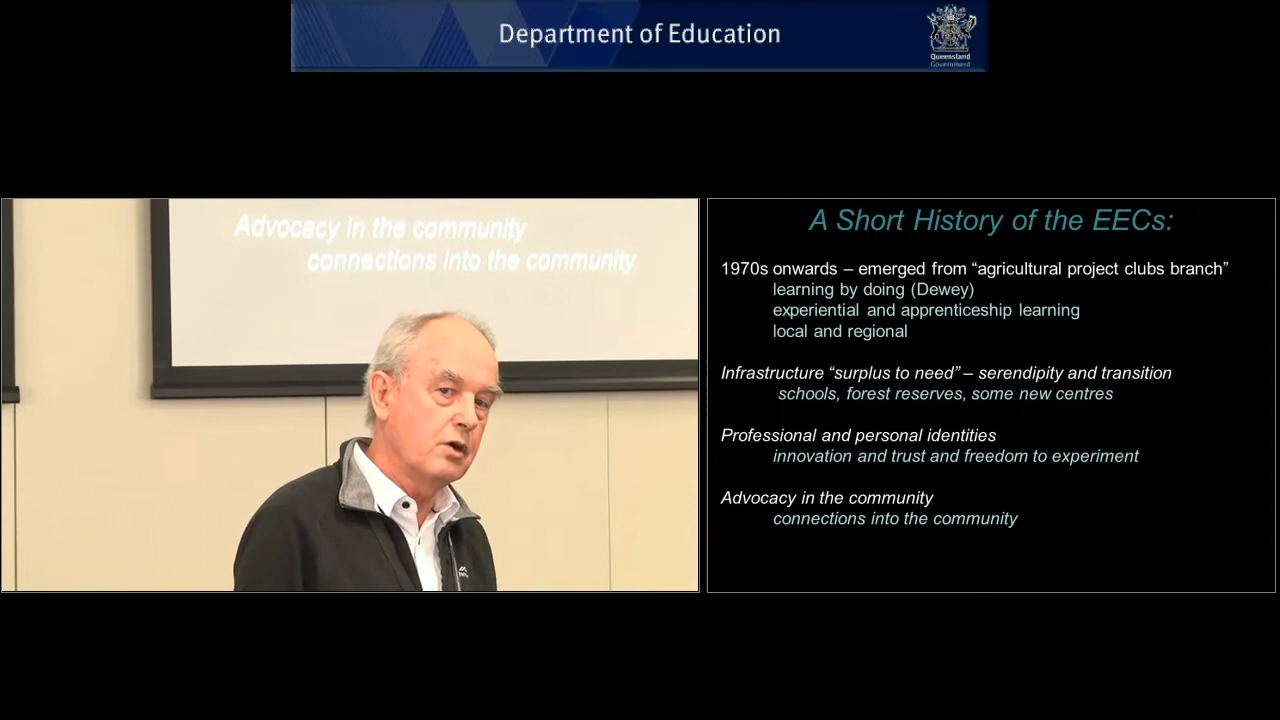 Department of Education
Queensland
Government
Advocacy in the community
connections into the community
A Short History of the EECs:
1970s onwards – emerged from “agricultural project clubs branch”
learning by doing (Dewey)
experiential and apprenticeship learning
local and regional
Infrastructure “surplus to need” – serendipity and transition
schools, forest reserves, some new centres
Professional and personal identities
innovation and trust and freedom to experiment
Advocacy in the community
connections into the community